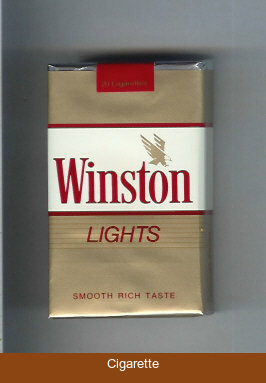 Winston
LIGHTS
SMOOTH RICH TASTE
Cigarette